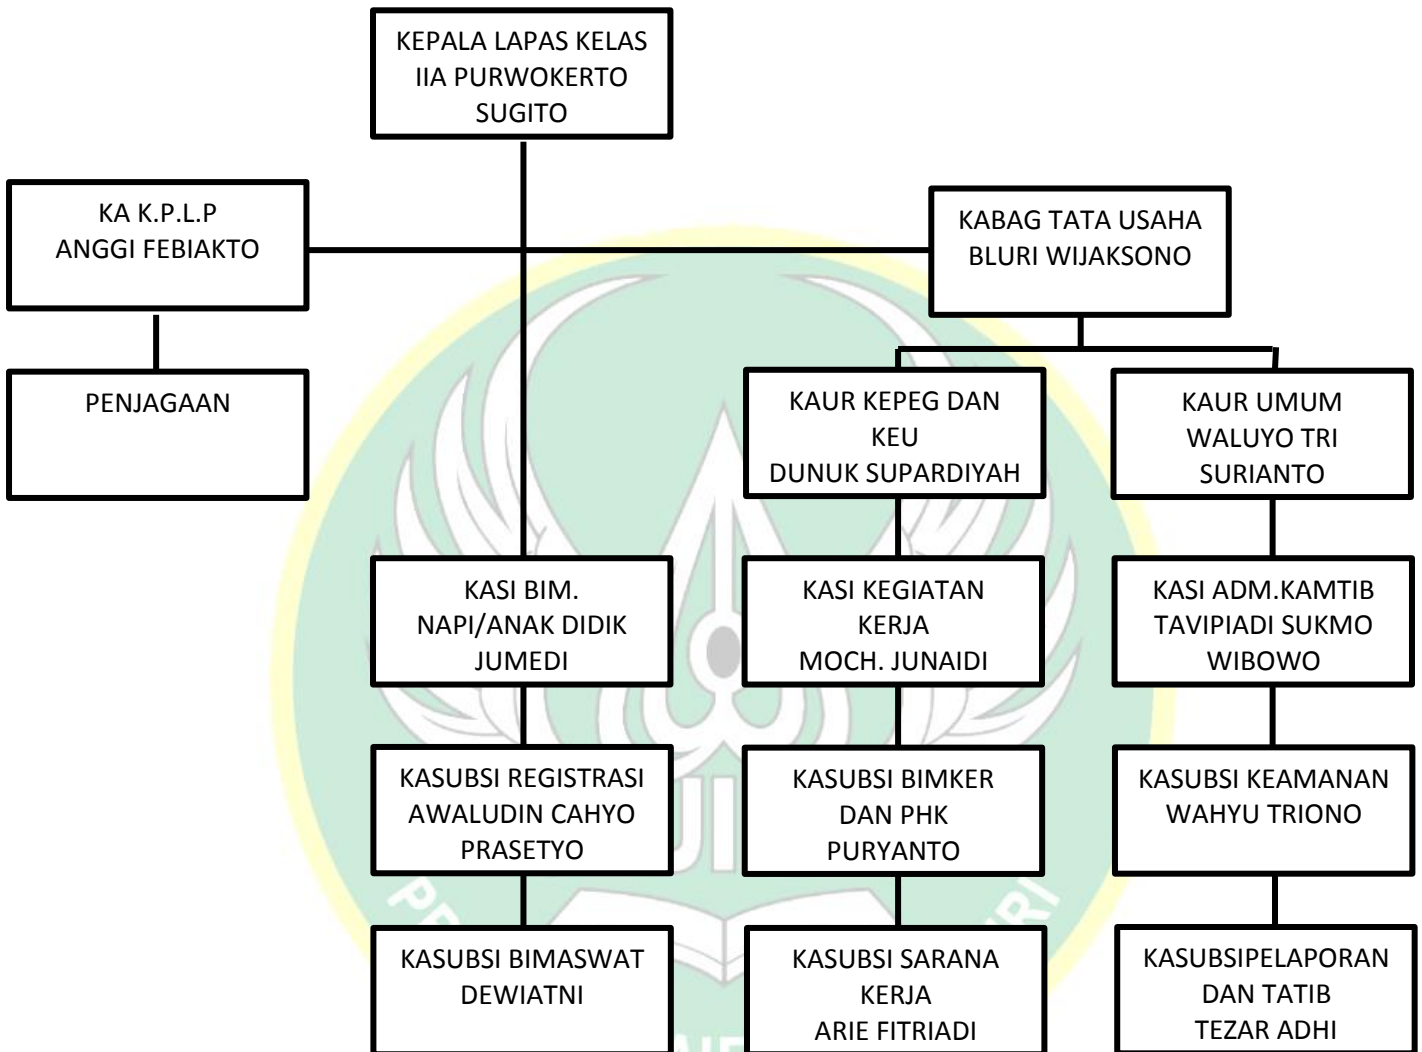 KEPALA LAPAS KELAS
IIA PURWOKERTO
SUGITO
KA K.P.L.P
ANGGI FEBIAKTO
KABAG TATA USAHA
BLURI WIJAKSONO
PENJAGAAN
KAUR KEPEG DAN
KEU
DUNUK SUPARDIYAH
KAUR UMUM
WALUYO TRI
SURIANTO
KASI BIM.
NAPI/ANAK DIDIK
JUMEDI
KASI KEGIATAN
KERJA
MOCH. JUNAIDI
KASI ADM.KAMTIB
TAVIPIADI SUKMO
WIBOWO
KASUBSI REGISTRASI
AWALUDIN CAHYO
PRASETYO
KASUBSI BIMKER
DAN PHK
PURYANTO
KASUBSI KEAMANAN
WAHYU TRIONO
KASUBSI BIMASWAT
DEWIATNI
KASUBSI SARANA
KERJA
ARIE FITRIADI
KASUBSIPELAPORAN
DAN TATIB
TEZAR ADHI